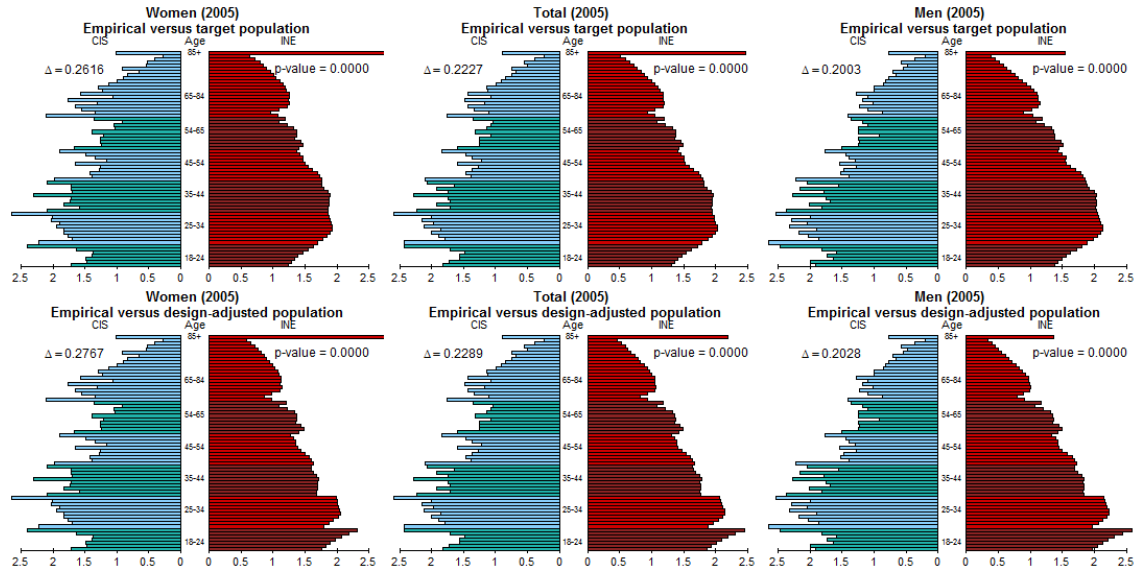 Women (2005)
Empirical versus target population
CIS Age INE
85+
Δ = 0.2616 p-value = 0.0000
65-84
54-65
45-54
35-44
25-34
18-24
2.5 2 1.5 1 0.5 0 0 0.5 1 1.5 2 2.5
Total (2005)
Empirical versus target population
CIS Age INE
85+
Δ = 0.2227 p-value = 0.0000
65-84
54-65
45-54
35-44
25-34
18-24
2.5 2 1.5 1 0.5 0 0 0.5 1 1.5 2 2.5
Men (2005)
Empirical versus target population
CIS Age INE
85+
Δ = 0.2003 p-value = 0.0000
65-84
54-65
45-54
35-44
25-34
18-24
2.5 2 1.5 1 0.5 0 0 0.5 1 1.5 2 2.5
Women (2005)
Empirical versus design-adjusted population
CIS Age INE
85+
Δ = 0.2767 p-value = 0.0000
65-84
54-65
45-54
35-44
25-34
18-24
2.5 2 1.5 1 0.5 0 0 0.5 1 1.5 2 2.5
Total (2005)
Empirical versus design-adjusted population
CIS Age INE
85+
Δ = 0.2289 p-value = 0.0000
65-84
54-65
45-54
35-44
25-34
18-24
2.5 2 1.5 1 0.5 0 0 0.5 1 1.5 2 2.5
Men (2005)
Empirical versus design-adjusted population
CIS Age INE
85+
Δ = 0.2028 p-value = 0.0000
65-84
54-65
45-54
35-44
25-34
18-24
2.5 2 1.5 1 0.5 0 0 0.5 1 1.5 2 2.5